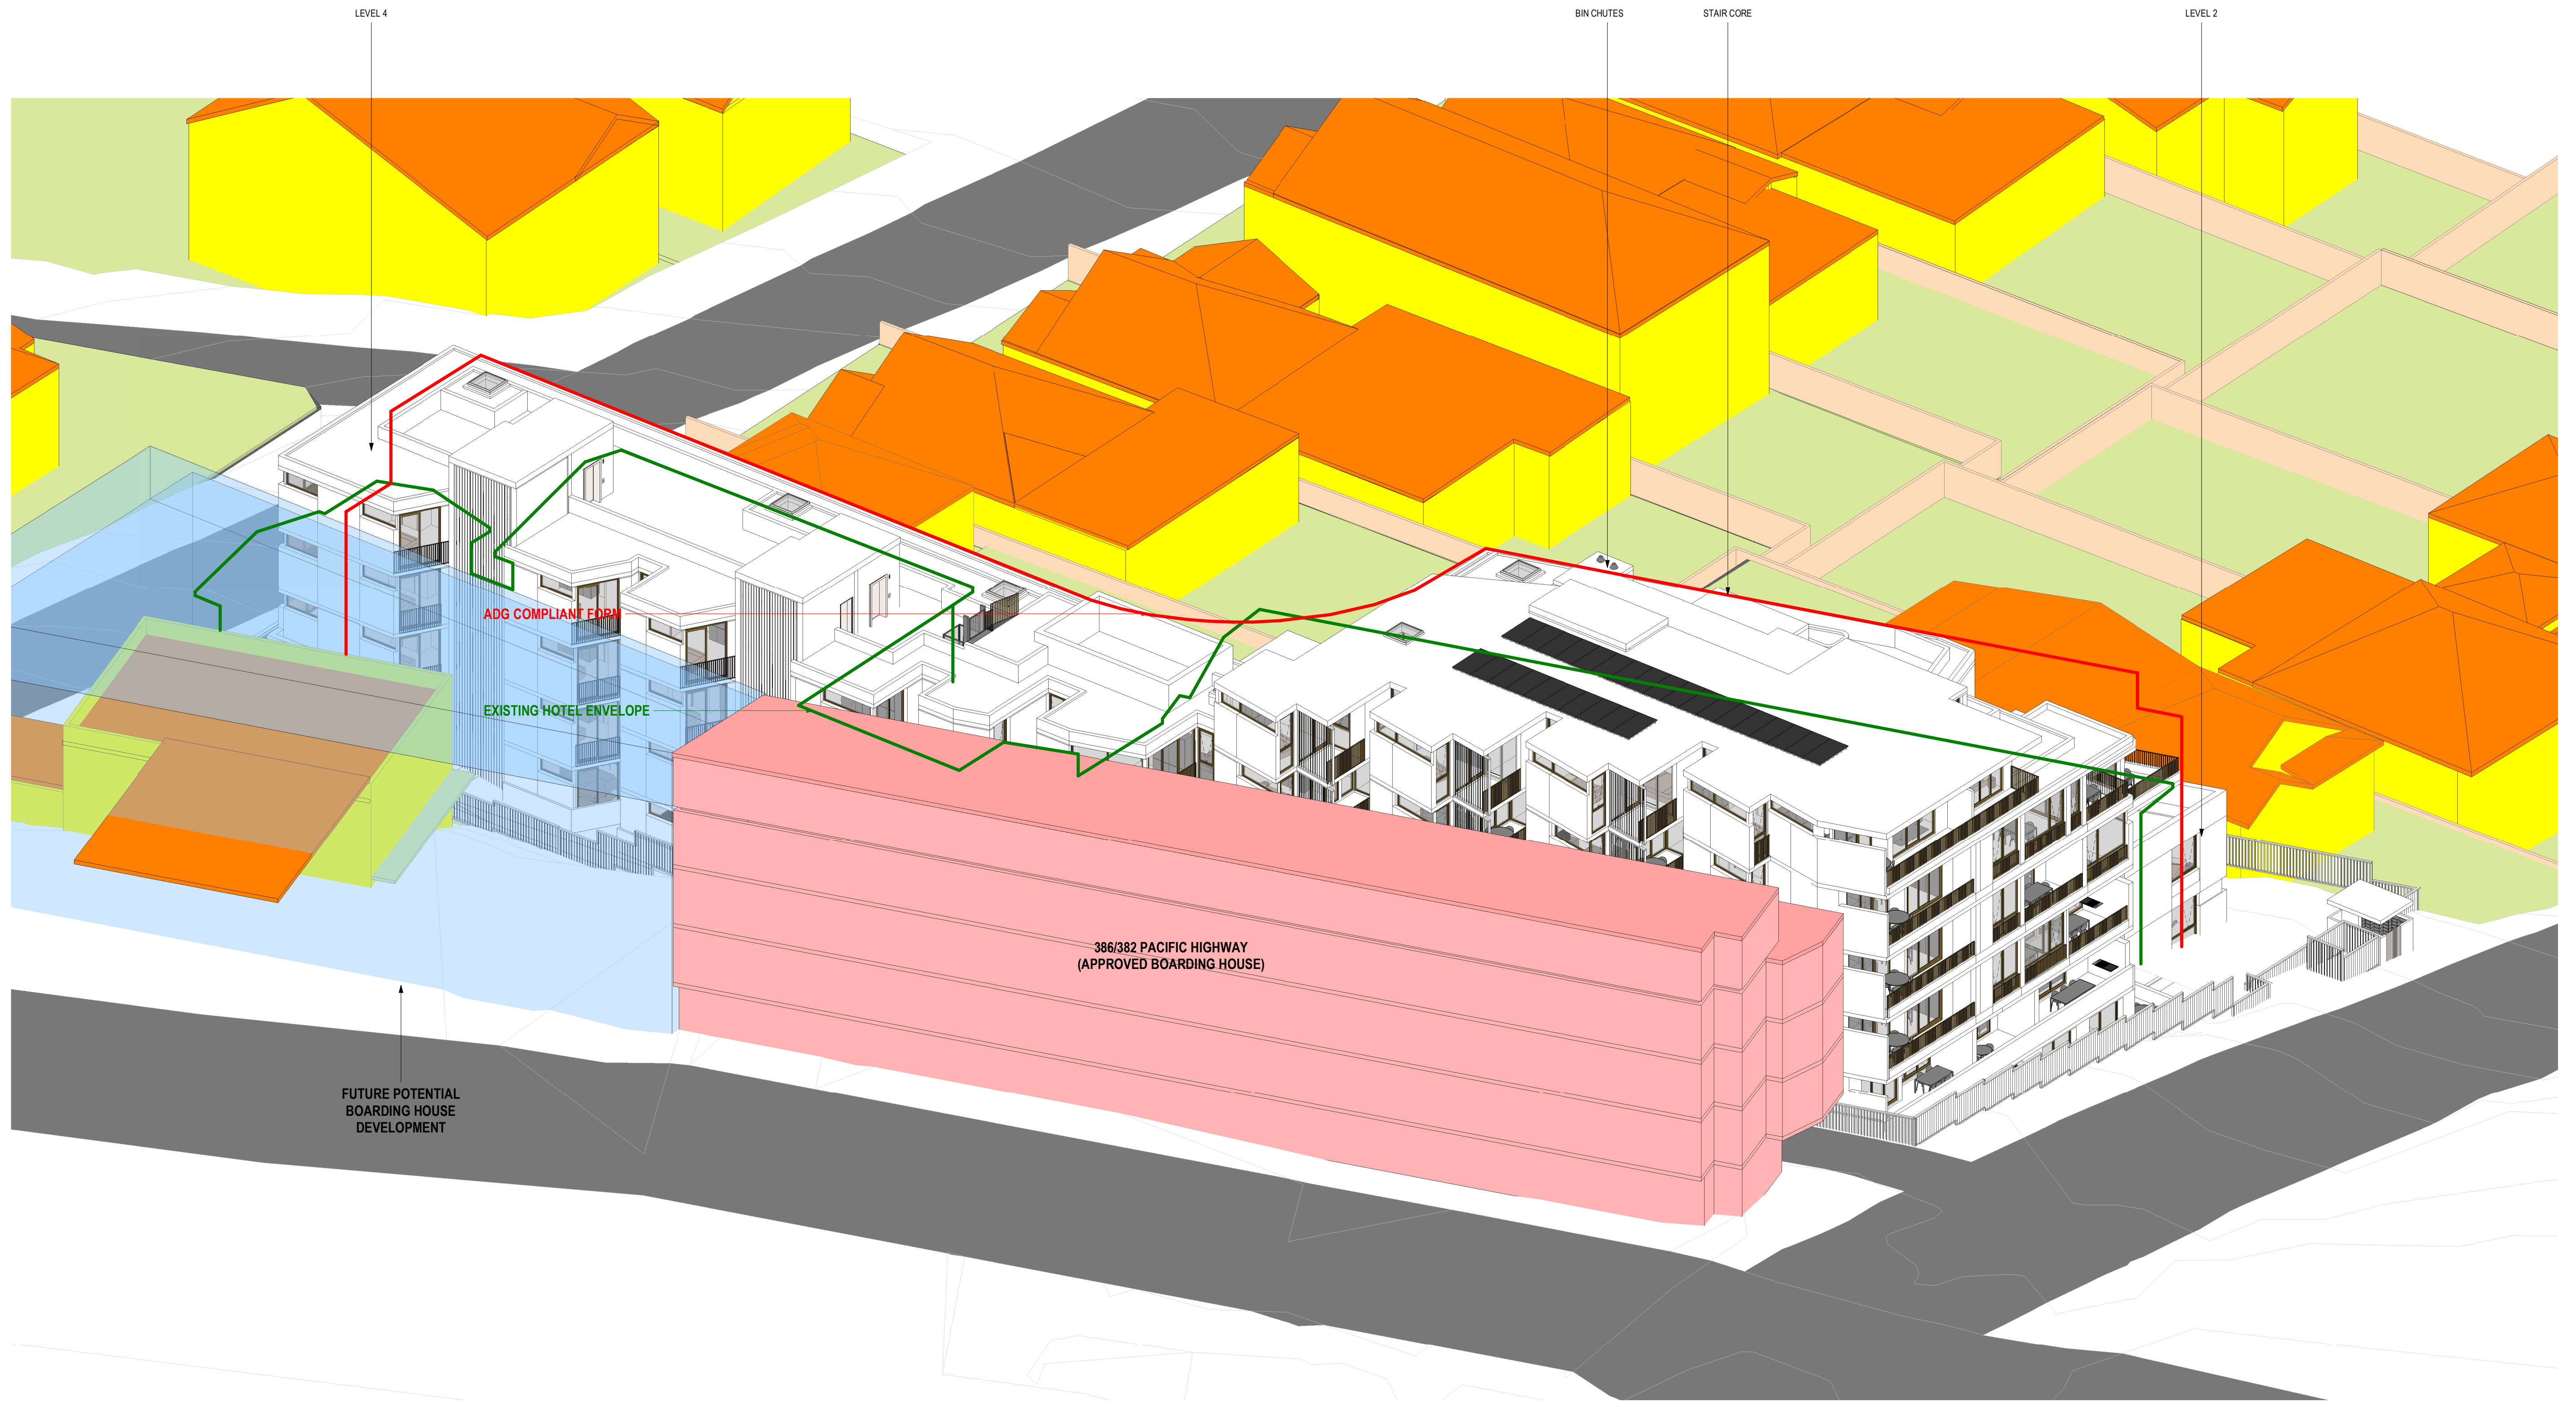 LEVEL 4
BIN CHUTES
STAIR CORE
LEVEL 2
ADG COMPLIANT FORM
EXISTING HOTEL ENVELOPE
386/382 PACIFIC HIGHWAY
(APPROVED BOARDING HOUSE)
FUTURE POTENTIAL
BOARDING HOUSE
DEVELOPMENT